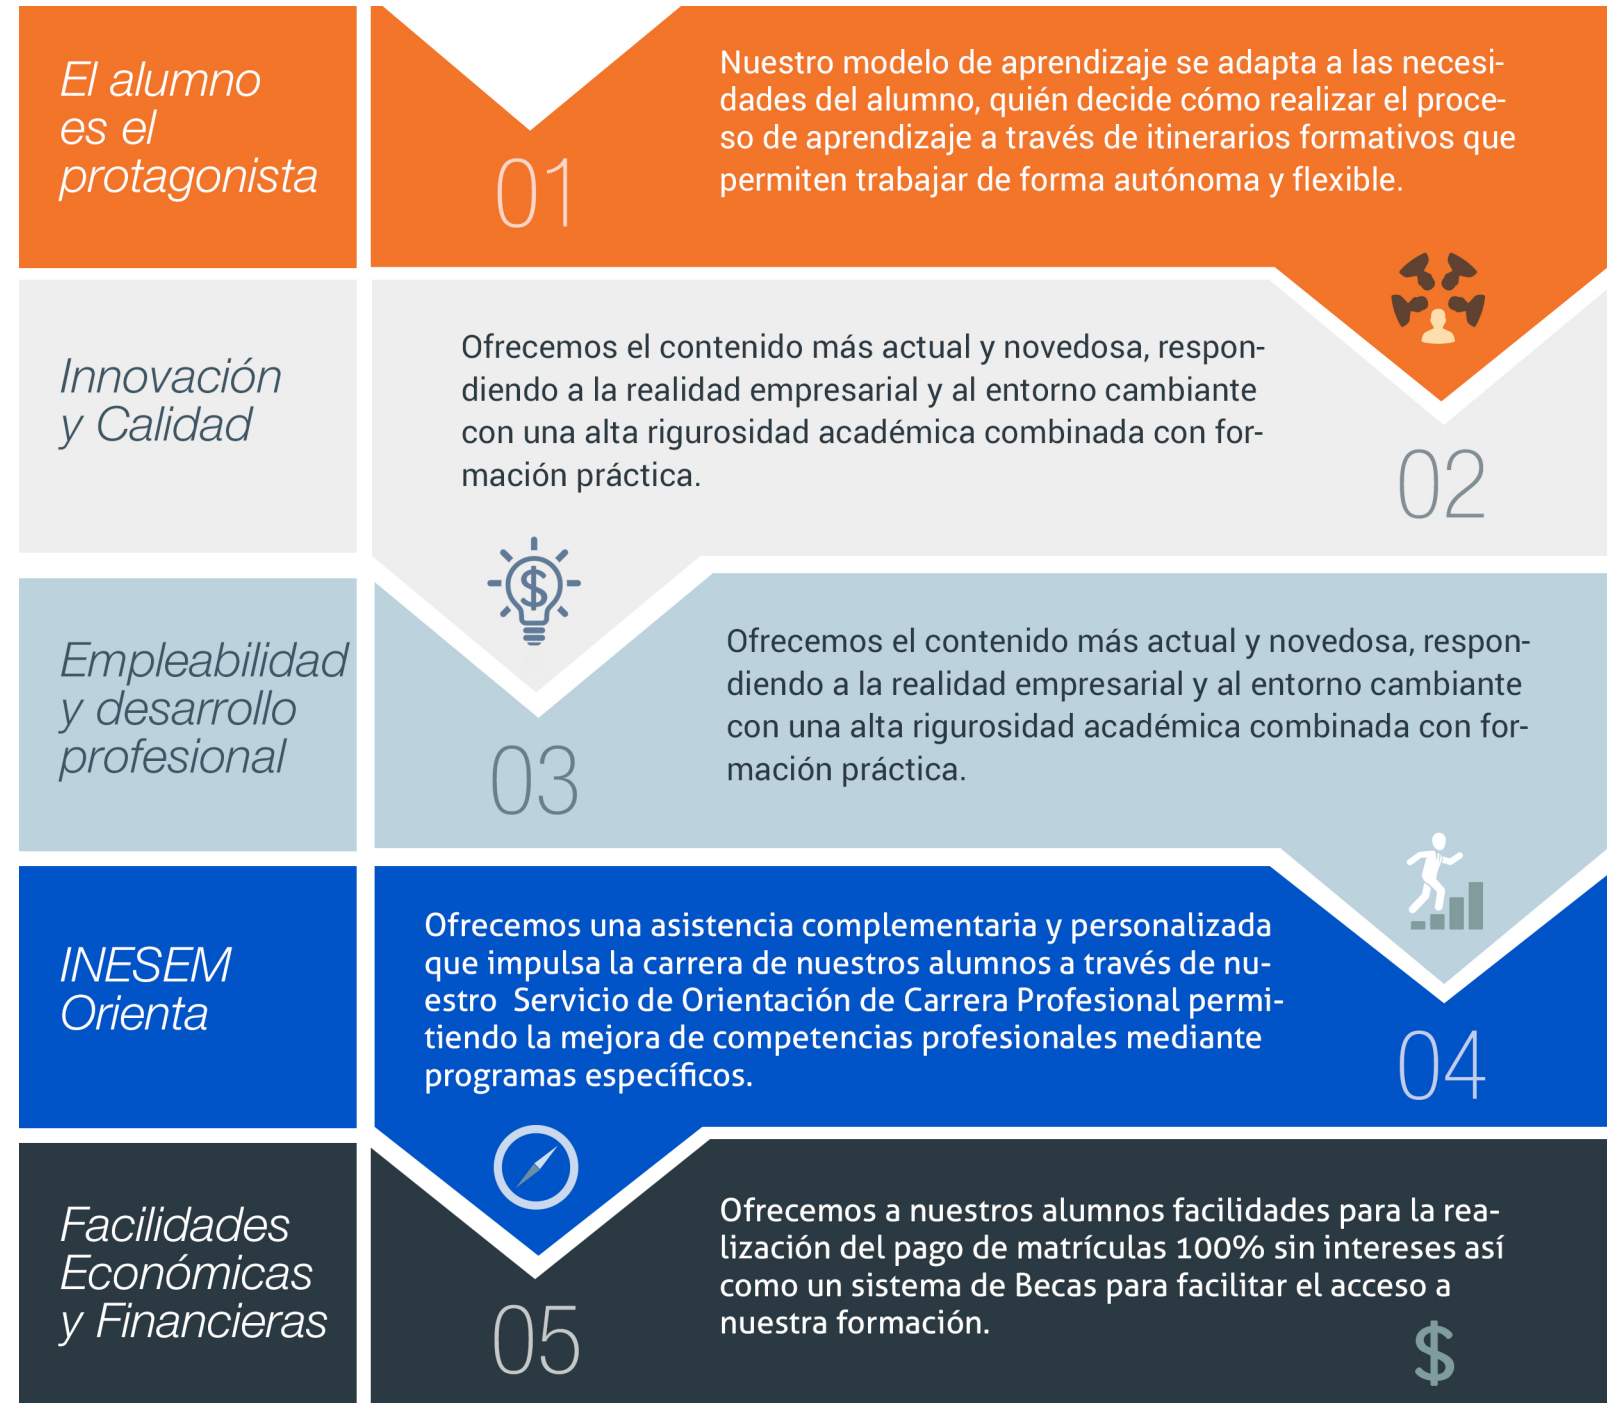 El alumno
es el
protagonista
01
Nuestro modelo de aprendizaje se adapta a las necesi-
dades del alumno, quién decide cómo realizar el proce-
so de aprendizaje a través de itinerarios formativos que
permiten trabajar de forma autónoma y flexible.
Innovación
y Calidad
Ofrecemos el contenido más actual y novedosa, respon-
diendo a la realidad empresarial y al entorno cambiante
con una alta rigurosidad académica combinada con for-
mación práctica.
02
$
Empleabilidad
y desarrollo
profesional
03
Ofrecemos el contenido más actual y novedosa, respon-
diendo a la realidad empresarial y al entorno cambiante
con una alta rigurosidad académica combinada con for-
mación práctica.
INESEM
Orienta
Ofrecemos una asistencia complementaria y personalizada
que impulsa la carrera de nuestros alumnos a través de nu-
estro  Servicio de Orientación de Carrera Profesional permi-
tiendo la mejora de competencias profesionales mediante
programas específicos.
04
Facilidades
Económicas
y Financieras
05
Ofrecemos a nuestros alumnos facilidades para la rea-
lización del pago de matrículas 100% sin intereses así
como un sistema de Becas para facilitar el acceso a
nuestra formación.
$